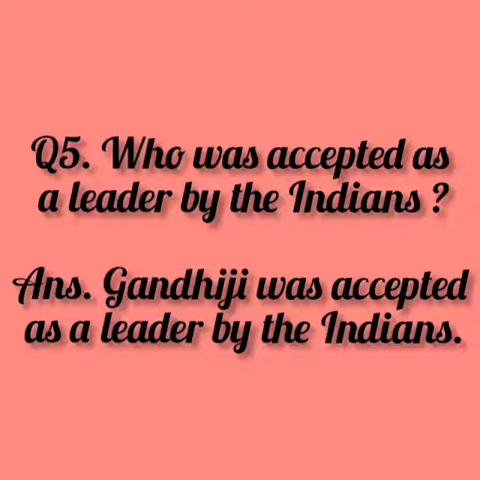 Q5. Who was accepted as
a leader by the Indians ?
Ans. Gandhiji was accepted
as a leader by the Indians.